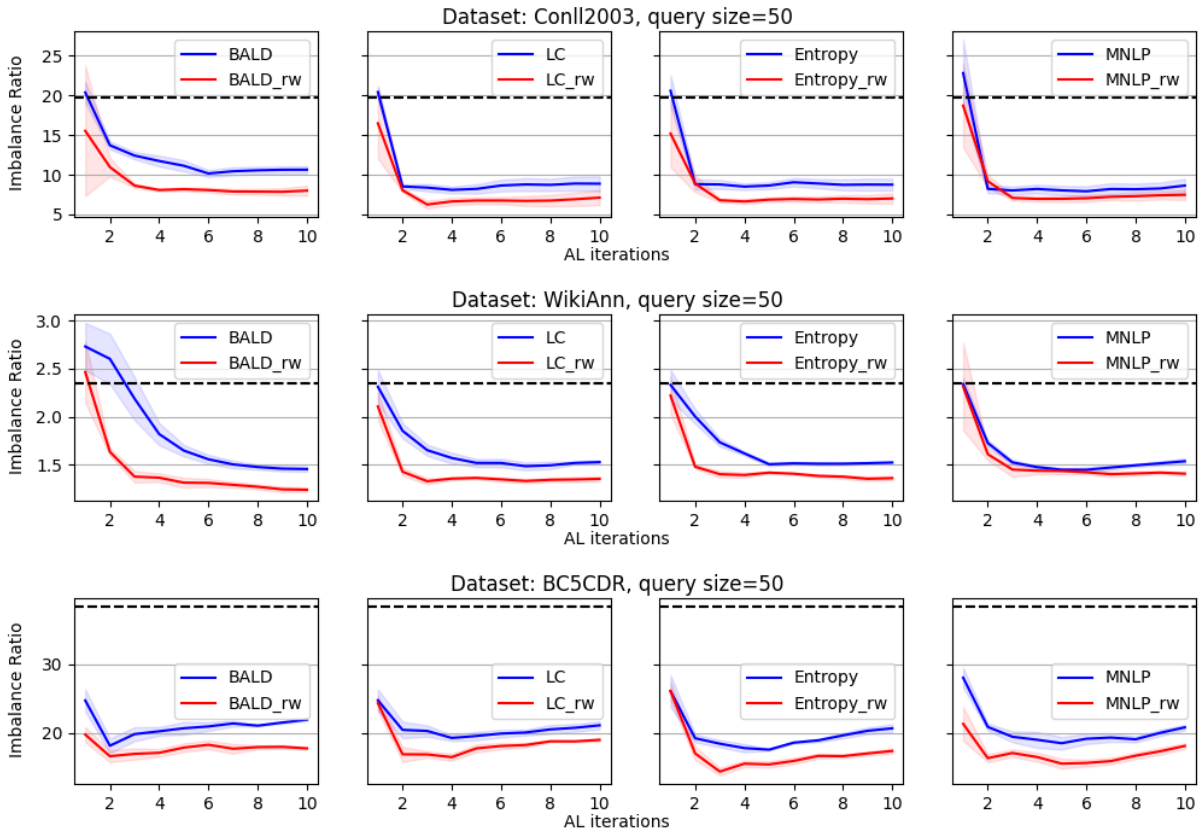 Dataset: Conll2003, query size=50
Imbalance Ratio
25
20
15
10
5
BALD
BALD_rw
LC
LC_rw
Entropy
Entropy_rw
MNLP
MNLP_rw
2 4 6 8 10
2 4 6 8 10
2 4 6 8 10
2 4 6 8 10
AL iterations
Dataset: WikiAnn, query size=50
Imbalance Ratio
3.0
2.5
2.0
1.5
BALD
BALD_rw
LC
LC_rw
Entropy
Entropy_rw
MNLP
MNLP_rw
2 4 6 8 10
2 4 6 8 10
2 4 6 8 10
2 4 6 8 10
AL iterations
Dataset: BC5CDR, query size=50
Imbalance Ratio
30
20
BALD
BALD_rw
LC
LC_rw
Entropy
Entropy_rw
MNLP
MNLP_rw
2 4 6 8 10
2 4 6 8 10
2 4 6 8 10
2 4 6 8 10
AL iterations